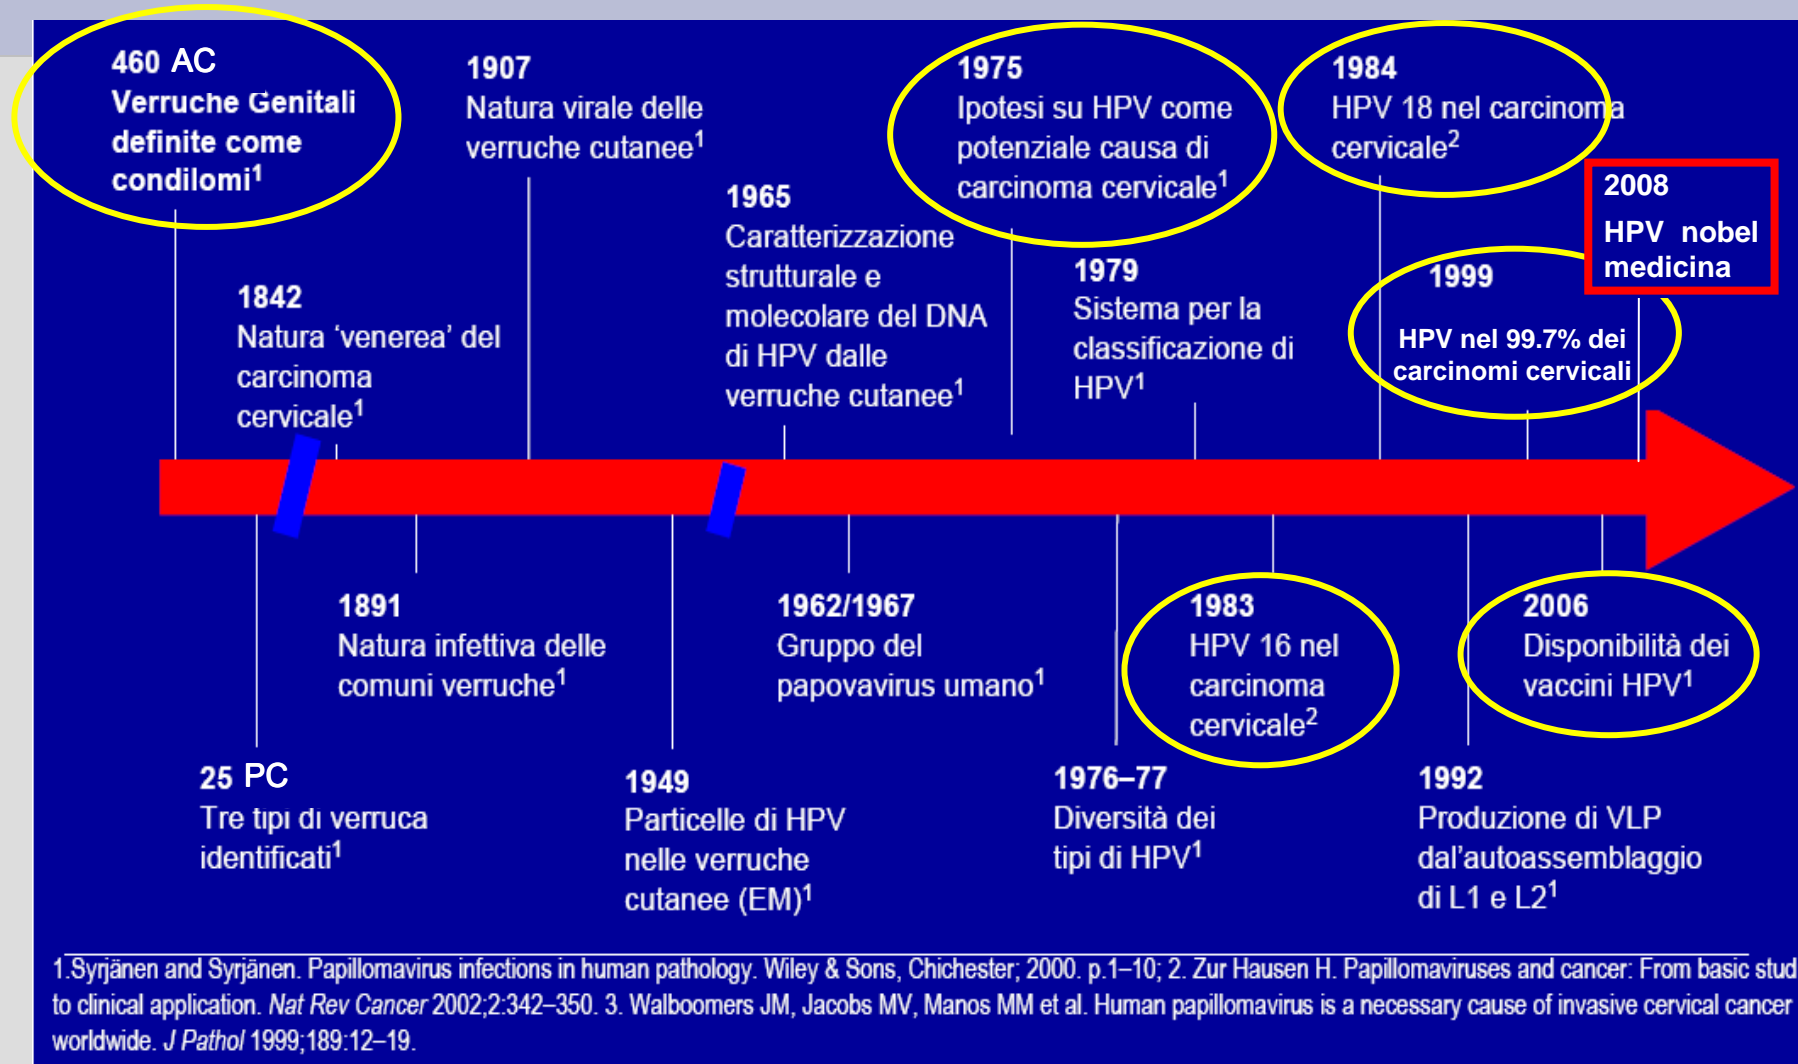 460 AC
Verruche Genitali
definite come
condilomi1
1907
Natura virale delle
verruche cutanee1
1975
Ipotesi su HPV come
potenziale causa di
carcinoma cervicale1
1984
HPV 18 nel carcinoma
cervicale2
2008
HPV nobel
medicina
1842
Natura ‘venerea’ del
carcinoma
cervicale1
1965
Caratterizzazione
strutturale e
molecolare del DNA
di HPV dalle
verruche cutanee1
1979
Sistema per la
classificazione di
HPV1
1999
HPV nel 99.7% dei
carcinomi cervicali
1891
Natura infettiva delle
comuni verruche1
1962/1967
Gruppo del
papovavirus umano1
1983
HPV 16 nel
carcinoma
cervicale2
2006
Disponibilità dei
vaccini HPV1
25 PC
Tre tipi di verruca
identificati1
1949
Particelle di HPV
nelle verruche
cutanee (EM)1
1976–77
Diversità dei
tipi di HPV1
1992
Produzione di VLP
dal’autoassemblaggio
di L1 e L21
1.Syrjänen and Syrjänen. Papillomavirus infections in human pathology. Wiley & Sons, Chichester; 2000. p.1–10; 2. Zur Hausen H. Papillomaviruses and cancer: From basic stud
to clinical application. Nat Rev Cancer 2002;2:342–350. 3. Walboomers JM, Jacobs MV, Manos MM et al. Human papillomavirus is a necessary cause of invasive cervical cancer
worldwide. J Pathol 1999;189:12–19.